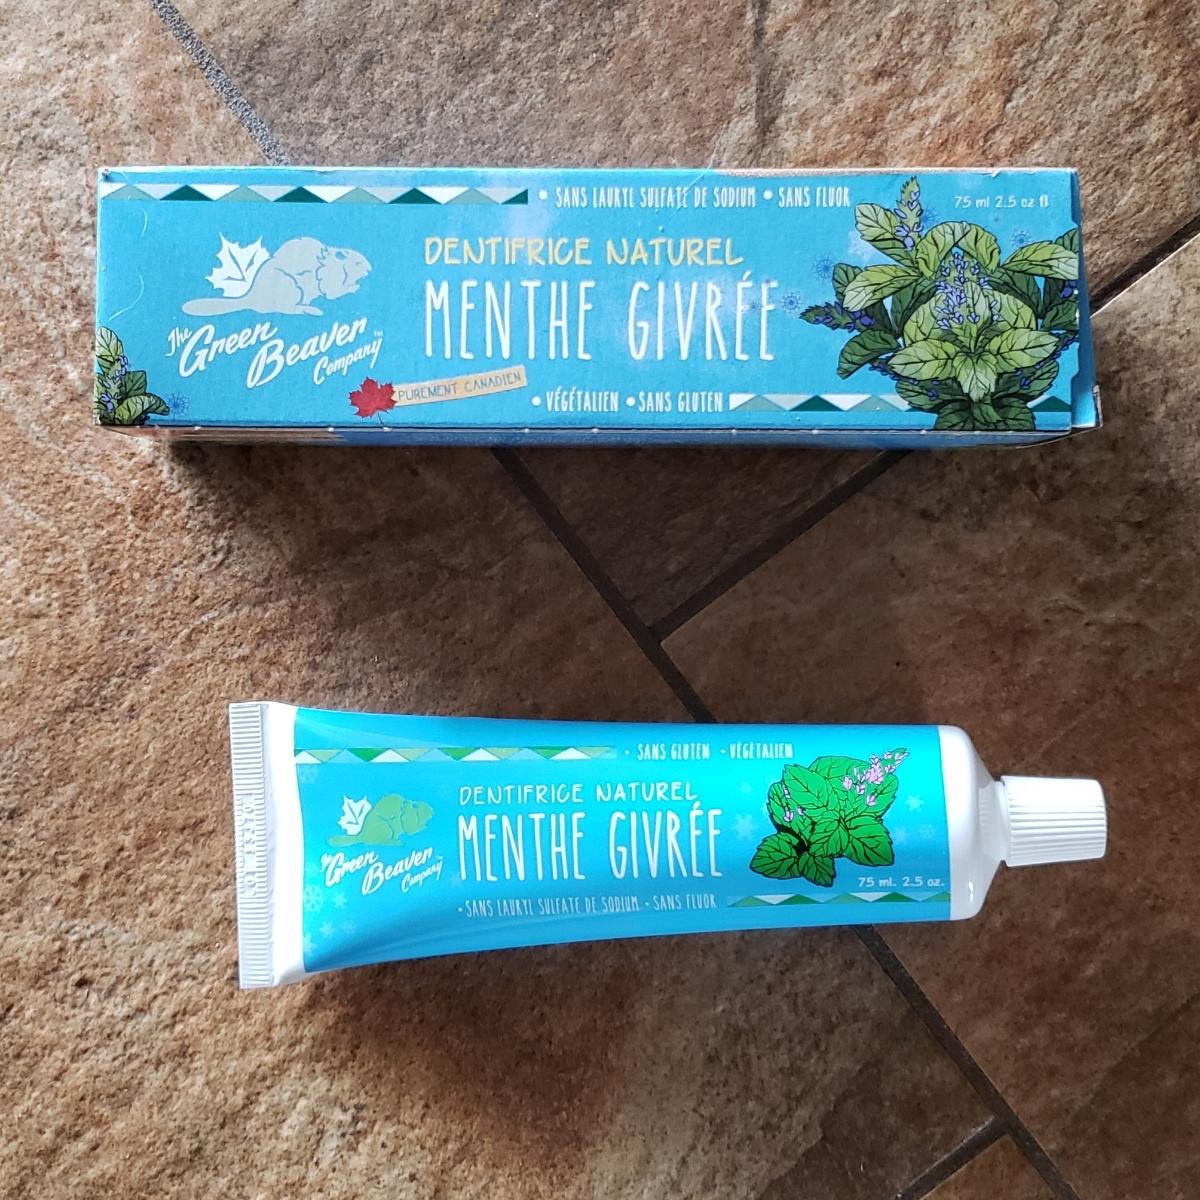 • SANS LAURYL SULFATE DE SODIUM • SANS FLUOR
75 ml 2.5 oz fl
DENTIFRICE NATUREL
MENTHE GIVRÉE
The Green Beaver Company™
PUREMENT CANADIEN
• VÉGÉTALIEN • SANS GLUTEN
• SANS GLUTEN • VÉGÉTALIEN
DENTIFRICE NATUREL
MENTHE GIVRÉE
The Green Beaver Company
75 ml. 2.5 oz.
• SANS LAURYL SULFATE DE SODIUM • SANS FLUOR